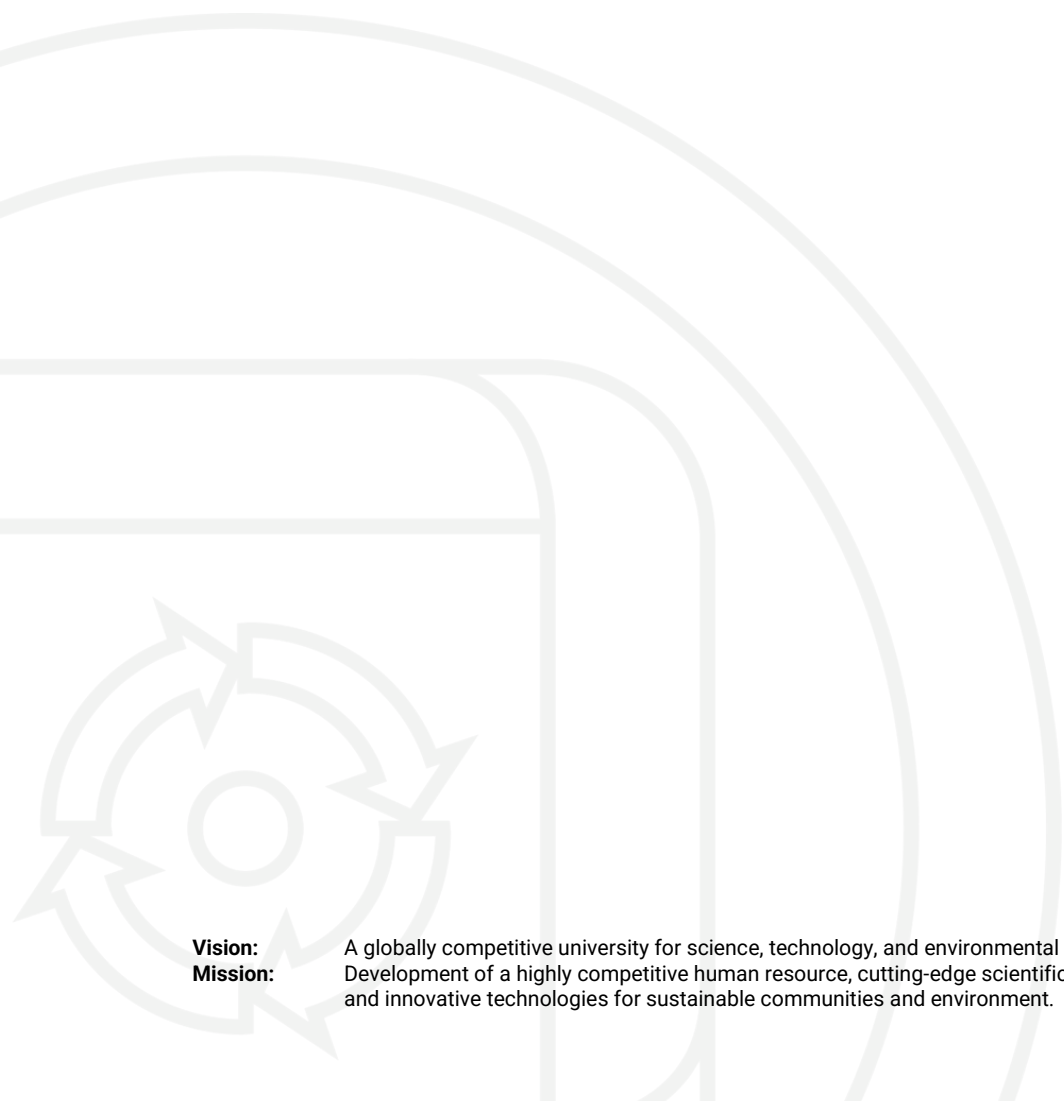 Vision: A globally competitive university for science, technology, and environmental
Mission: Development of a highly competitive human resource, cutting-edge scientific
and innovative technologies for sustainable communities and environment.